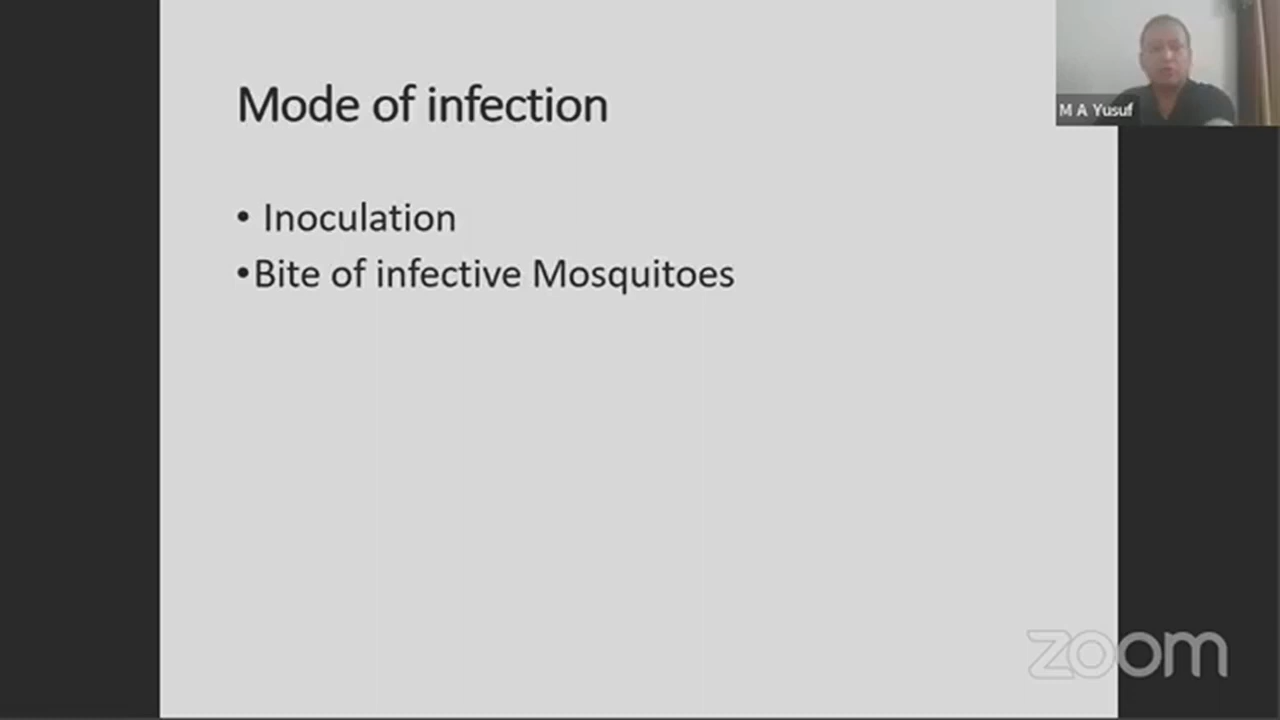 Mode of infection
M A Yusuf
• Inoculation
•Bite of infective Mosquitoes
zoom